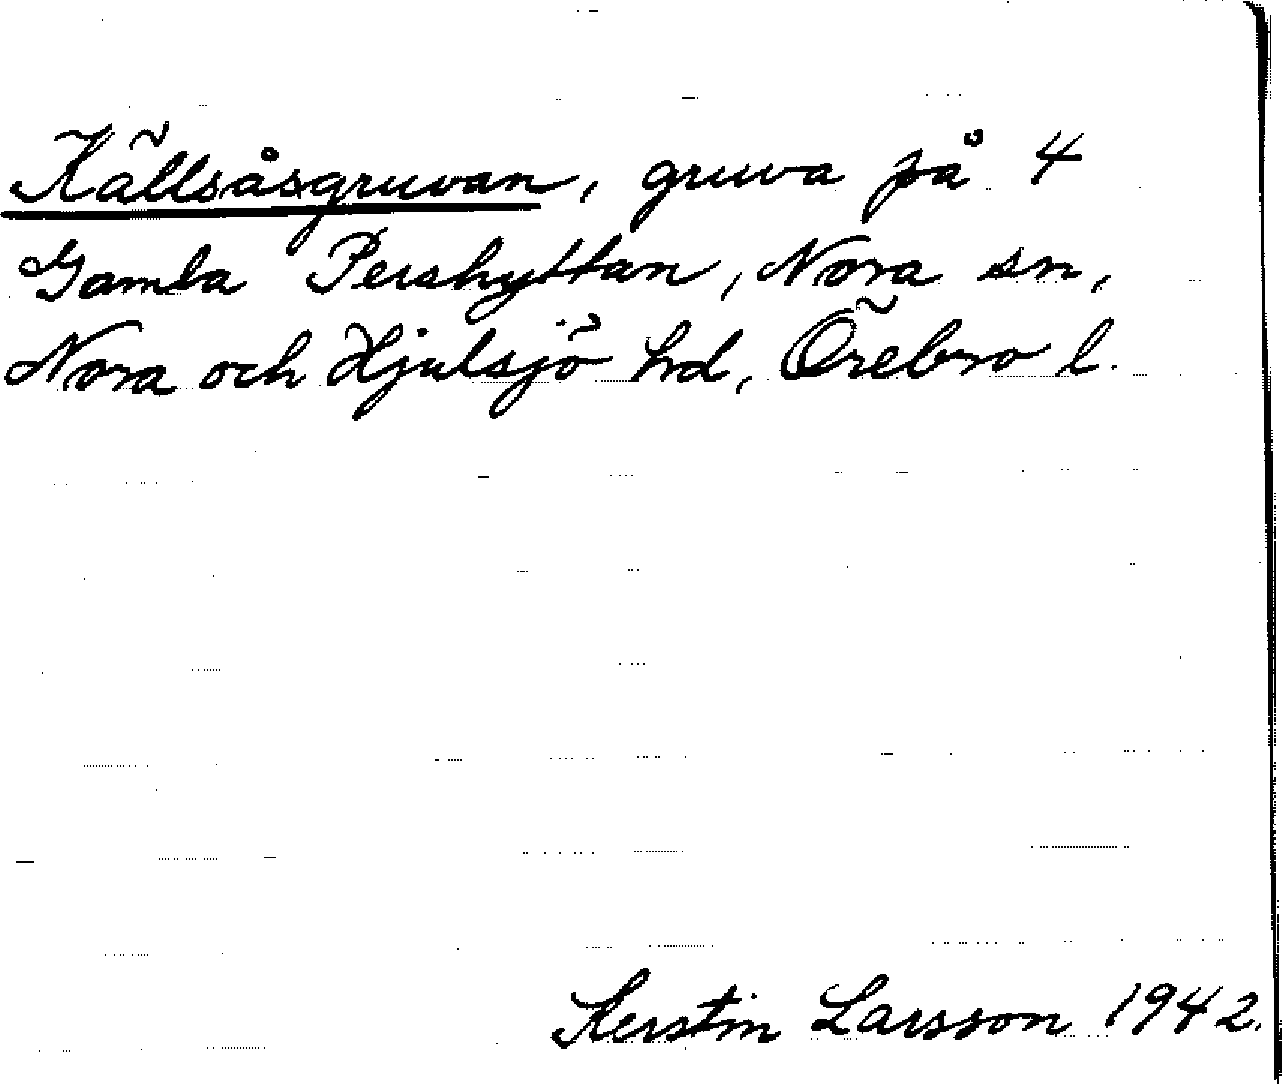 Källsåsgruvan, gruva på 4
Gamla Pershyttan, Nora sn,
Nora och Hjulsjö hd, Örebro l.
Kerstin Larsson 1942.